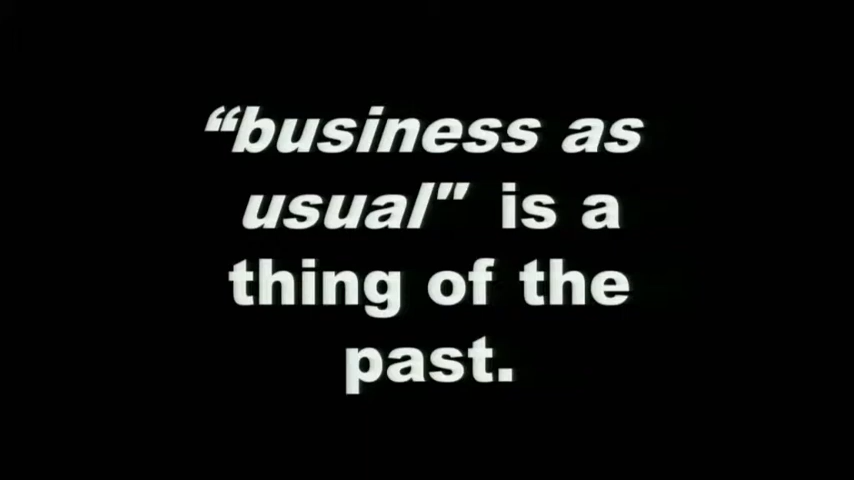 “business as
usual" is a
thing of the
past.